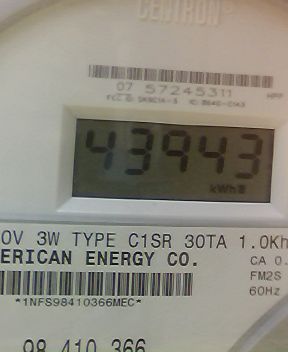 CENTRON®
07 57245311
43943
kWh
0V 3W TYPE C1SR 30TA 1.0Kh
ERICAN ENERGY CO.
CA 0.
FM2S
60Hz
*1NFS98410366MEC*
98 410 366